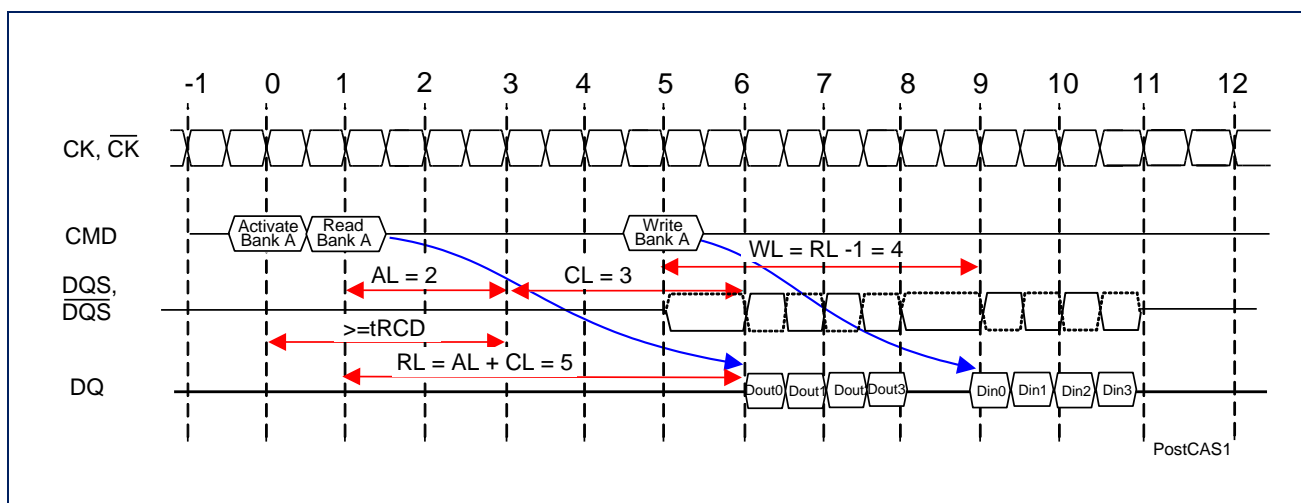 -1 0 1 2 3 4 5 6 7 8 9 10 11 12
CK, CK
CMD
Activate Bank A
Read Bank A
Write Bank A
WL = RL -1 = 4
AL = 2
CL = 3
DQS,
DQS
>=tRCD
RL = AL + CL = 5
DQ
Dout0 Dout1 Dout Dout3 Din0 Din1 Din2 Din3
PostCAS1